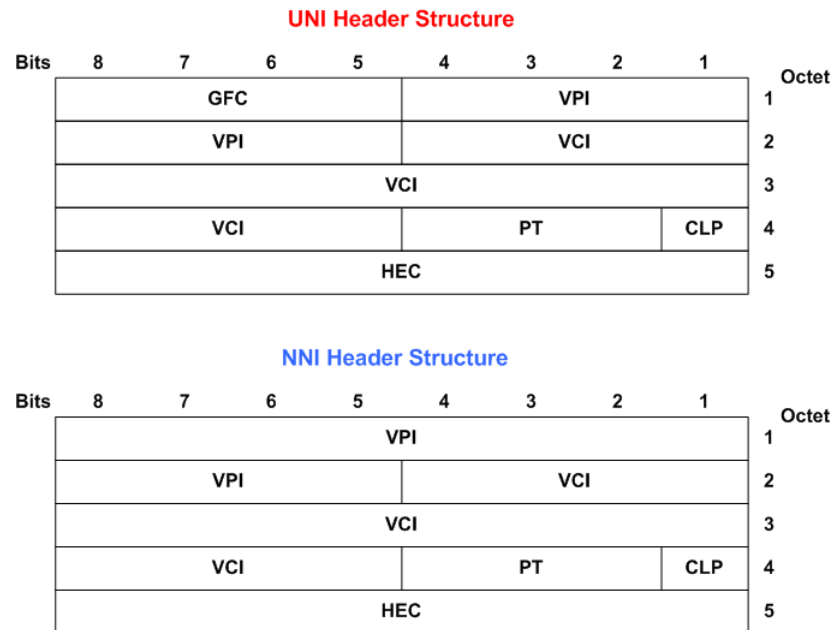 UNI Header Structure
Bits 8 7 6 5 4 3 2 1 Octet
GFC VPI 1
VPI VCI 2
VCI 3
VCI PT CLP 4
HEC 5
NNI Header Structure
Bits 8 7 6 5 4 3 2 1 Octet
VPI 1
VPI VCI 2
VCI 3
VCI PT CLP 4
HEC 5